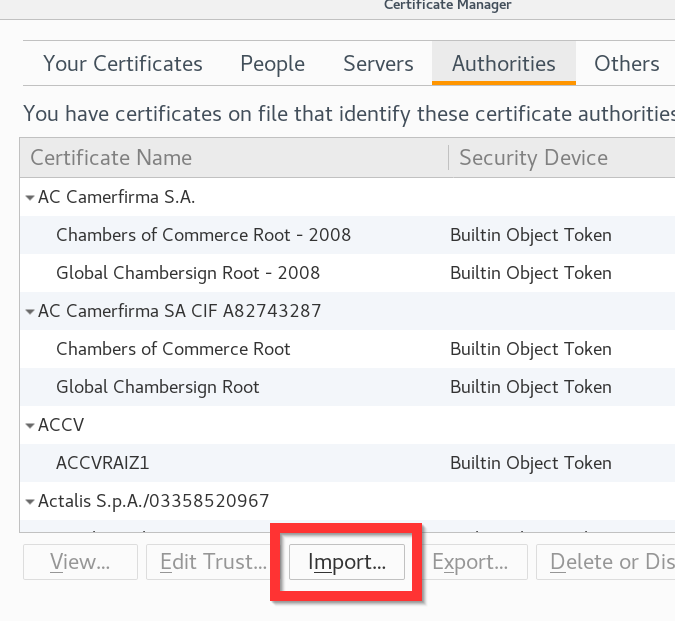 Certificate Manager
Your Certificates People Servers Authorities Others
You have certificates on file that identify these certificate authorities
Certificate Name Security Device
AC Camerfirma S.A.
Chambers of Commerce Root - 2008 Builtin Object Token
Global Chambersign Root - 2008 Builtin Object Token
AC Camerfirma SA CIF A82743287
Chambers of Commerce Root Builtin Object Token
Global Chambersign Root Builtin Object Token
ACCV
ACCVRAIZ1 Builtin Object Token
Actalis S.p.A./03358520967
View... Edit Trust... Import... Export... Delete or Dis